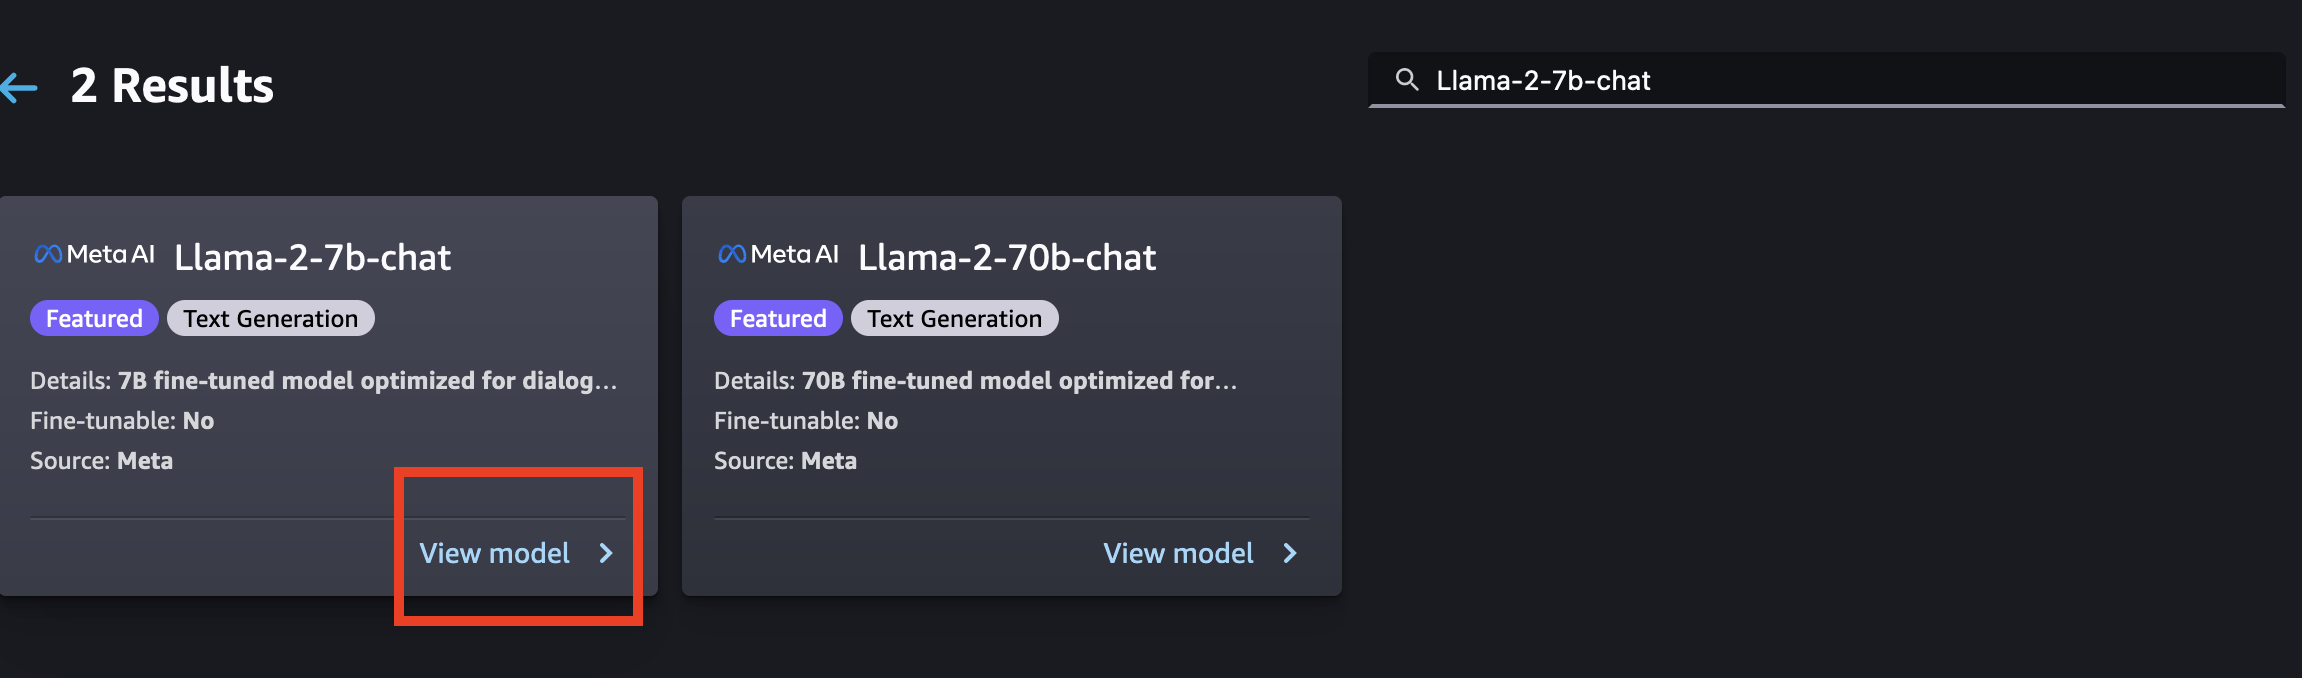 2 Results
Llama-2-7b-chat
Meta AI Llama-2-7b-chat
Featured Text Generation
Details: 7B fine-tuned model optimized for dialog...
Fine-tunable: No
Source: Meta
View model
Meta AI Llama-2-70b-chat
Featured Text Generation
Details: 70B fine-tuned model optimized for...
Fine-tunable: No
Source: Meta
View model